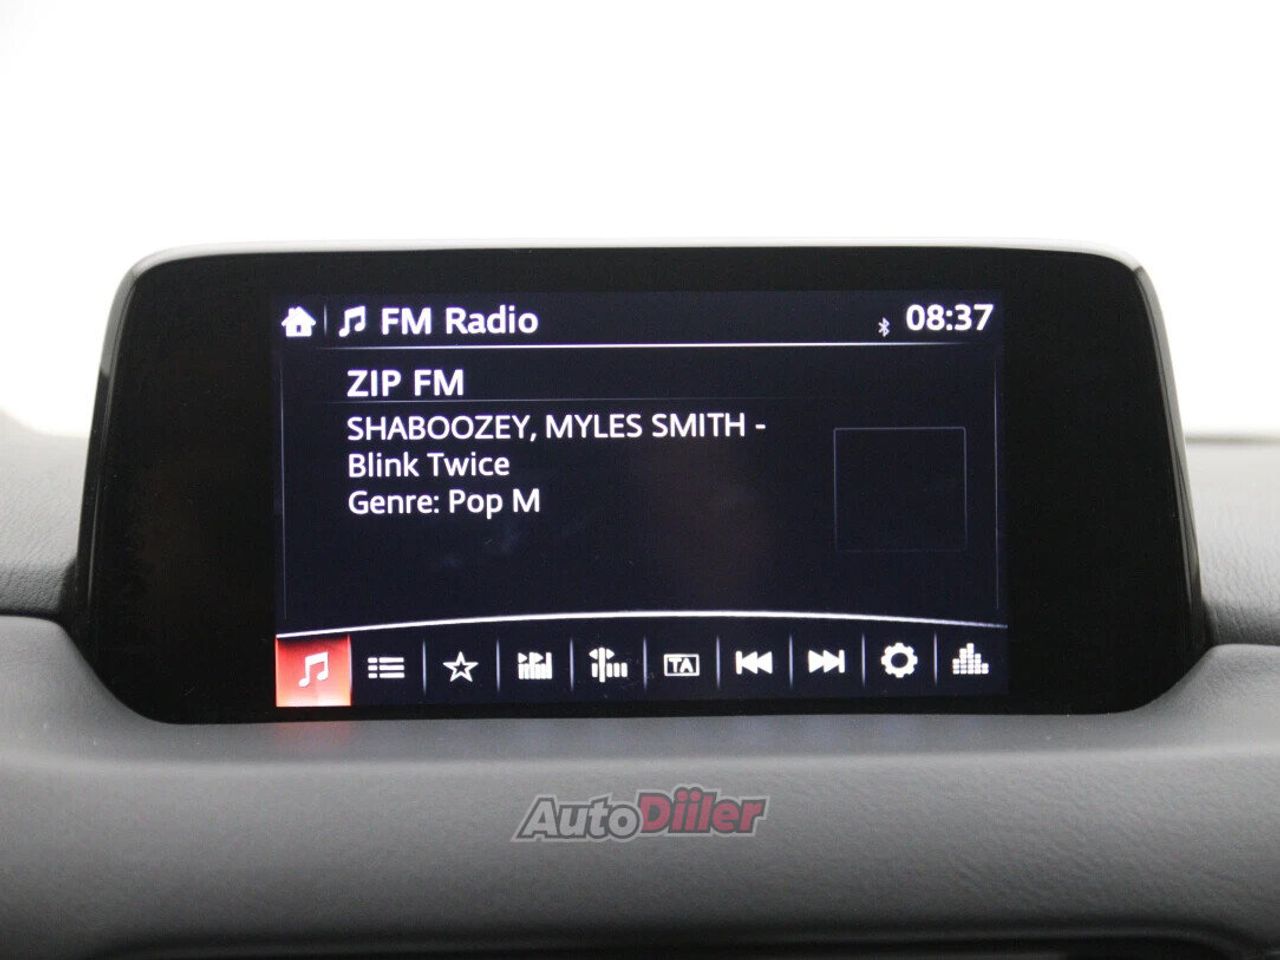 FM Radio
08:37
ZIP FM
SHABOOZEY, MYLES SMITH -
Blink Twice
Genre: Pop M
TA
AutoDiiler